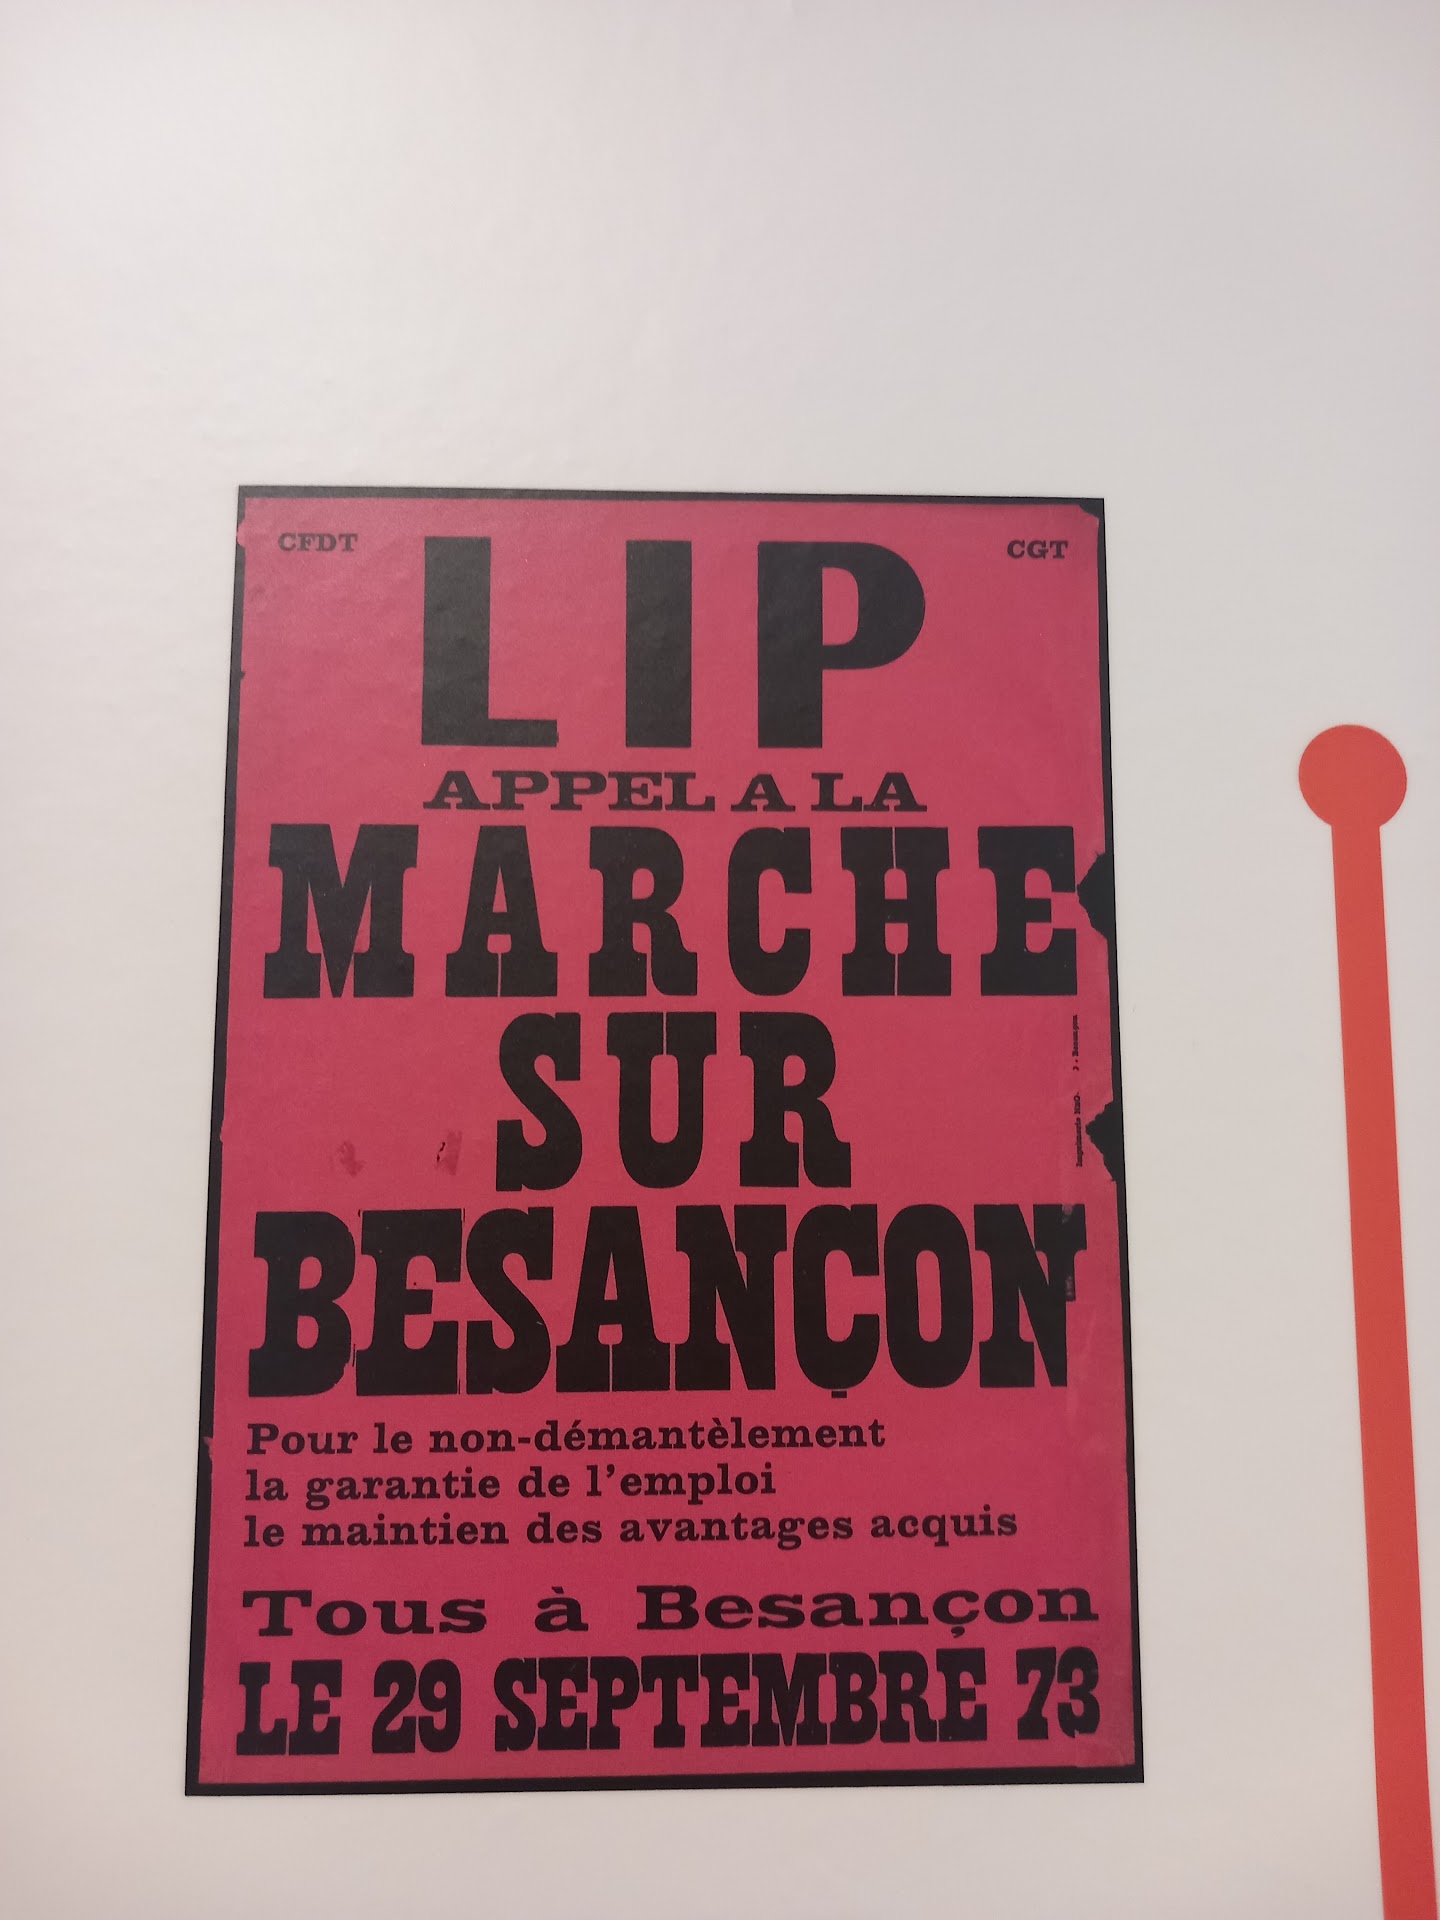 CFDT
CGT
LIP
APPEL A LA
MARCHE
SUR
BESANÇON
Pour le non-démantèlement
la garantie de l'emploi
le maintien des avantages acquis
Tous à Besançon
LE 29 SEPTEMBRE 73
Imprimerie